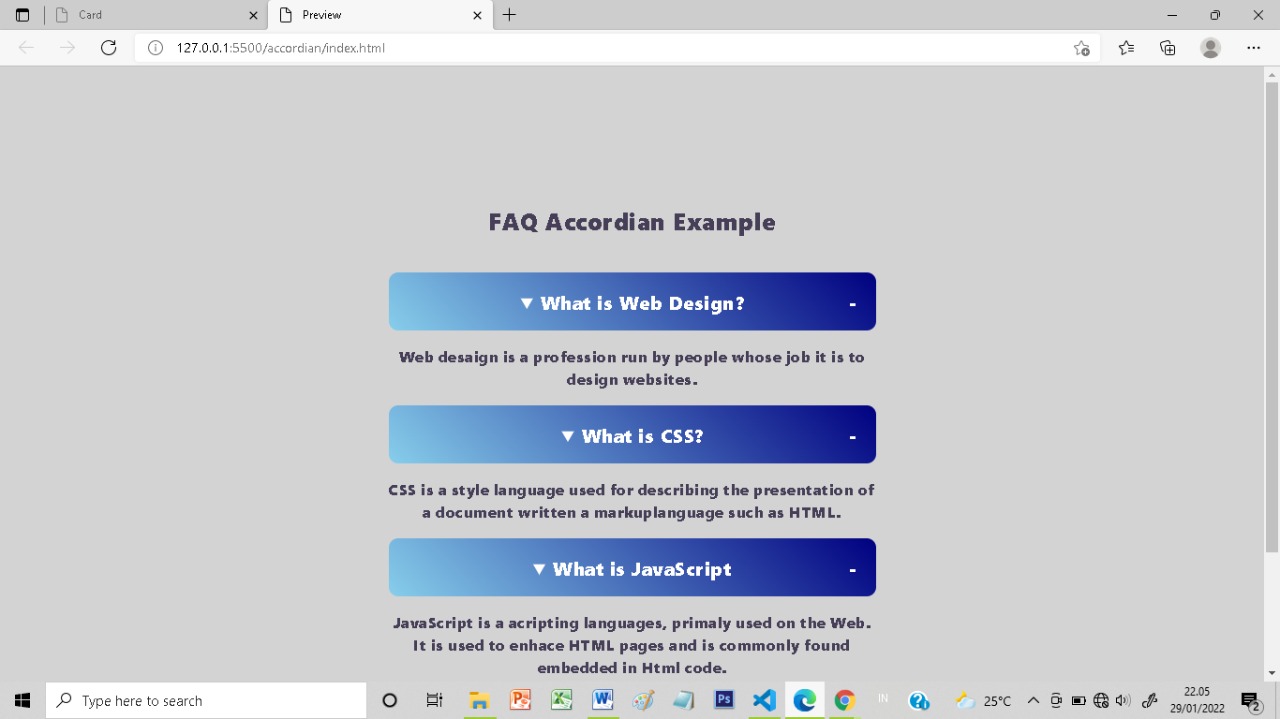 Card
Preview
127.0.0.1:5500/accordian/index.html
FAQ Accordian Example
What is Web Design?
-
Web desaign is a profession run by people whose job it is to
design websites.
What is CSS?
-
CSS is a style language used for describing the presentation of
a document written a markuplanguage such as HTML.
What is JavaScript
-
JavaScript is a acripting languages, primaly used on the Web.
It is used to enhace HTML pages and is commonly found
embedded in Html code.
Type here to search
IN
25°C
22.05
29/01/2022
2